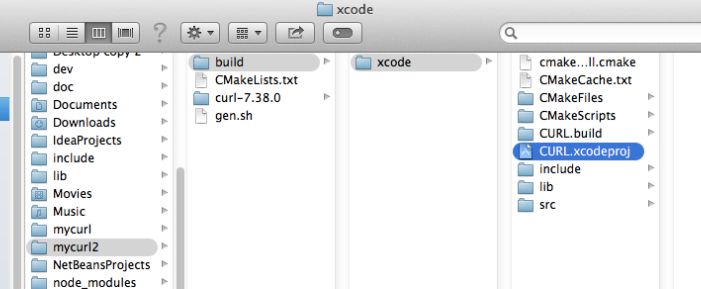 xcode
Desktop copy 2
dev
doc
Documents
Downloads
IdeaProjects
include
lib
Movies
Music
mycurl
mycurl2
NetBeansProjects
node_modules
build
CMakeLists.txt
curl-7.38.0
gen.sh
xcode
cmake...ll.cmake
CMakeCache.txt
CMakeFiles
CMakeScripts
CURL.build
CURL.xcodeproj
include
lib
src